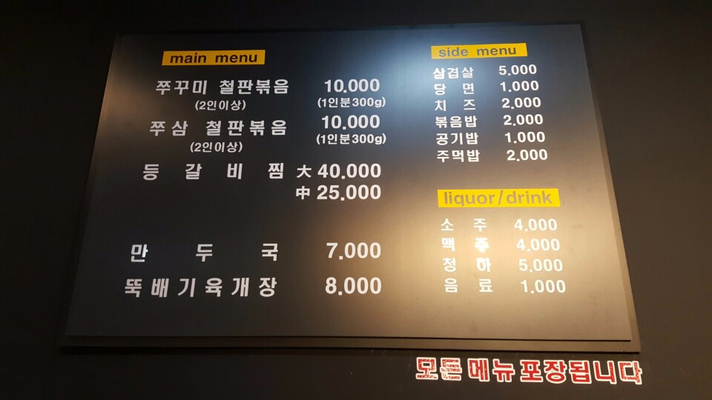 main menu
쭈꾸미 철판볶음 10.000
(2인이상) (1인분300g)
쭈삼 철판볶음 10.000
(2인이상) (1인분300g)
등갈비찜 大 40.000
中 25.000
만두국 7.000
뚝배기육개장 8.000
side menu
삼겹살 5.000
당면 1.000
치즈 2.000
볶음밥 2.000
공기밥 1.000
주먹밥 2.000
liquor/drink
소주 4.000
맥주 4.000
청하 5.000
음료 1.000
모든메뉴포장됩니다